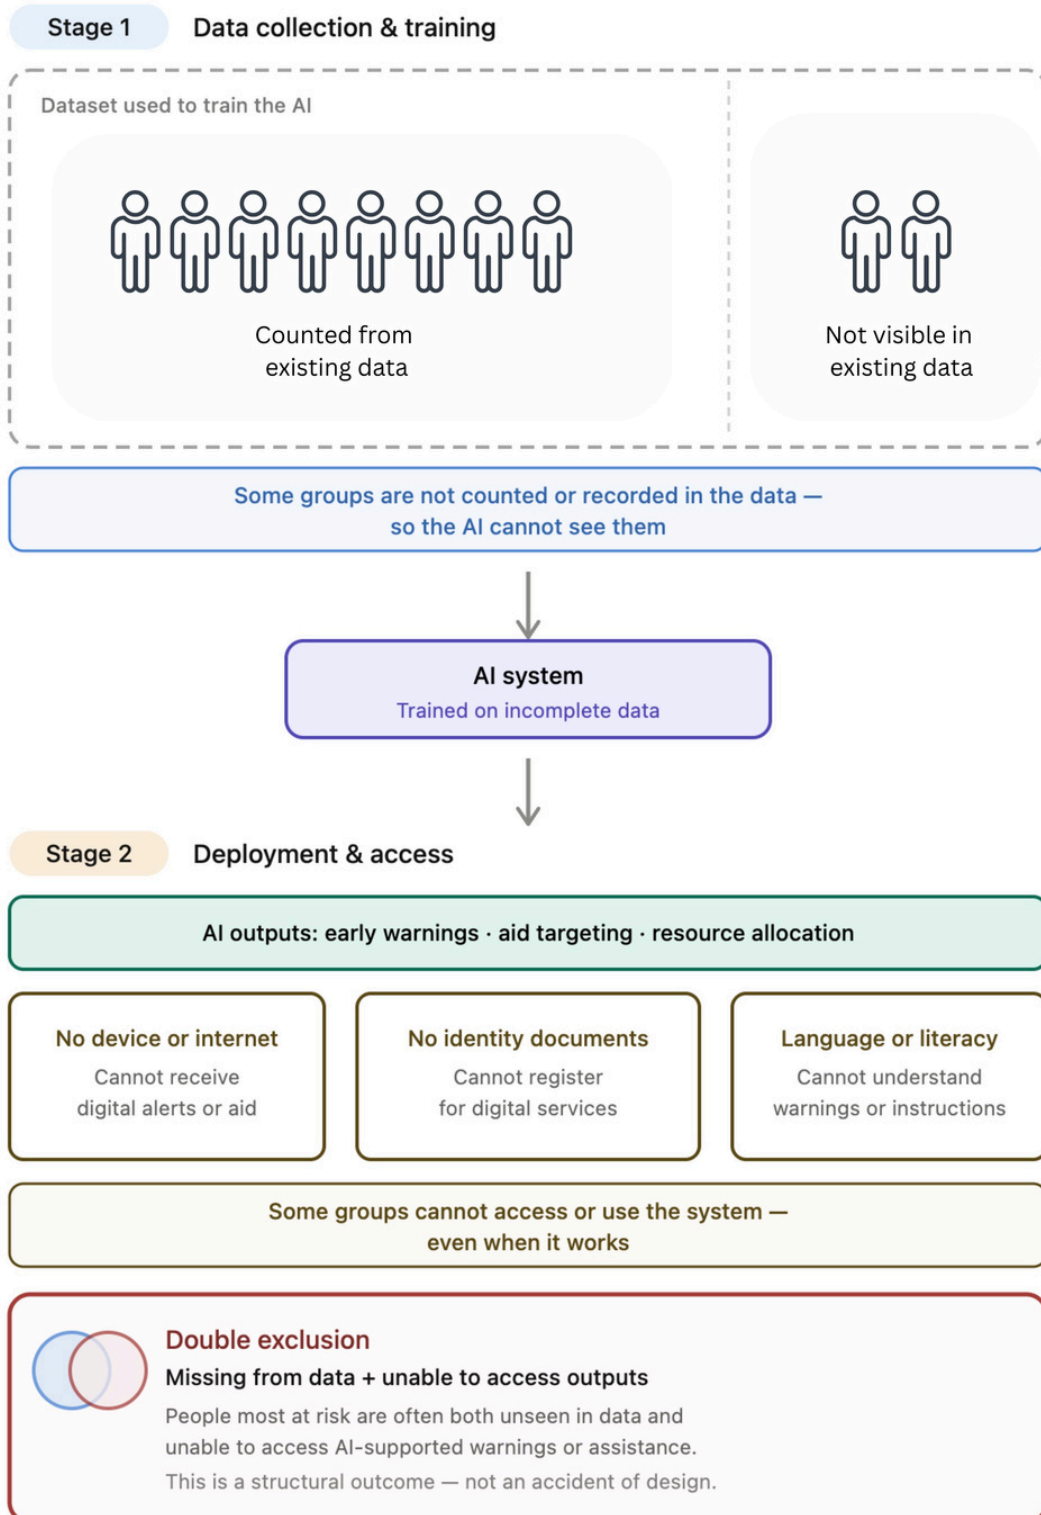 Stage 1
Data collection & training
Dataset used to train the AI
Counted from
existing data
Not visible in
existing data
Some groups are not counted or recorded in the data —
so the AI cannot see them
AI system
Trained on incomplete data
Stage 2
Deployment & access
AI outputs: early warnings · aid targeting · resource allocation
No device or internet
Cannot receive
digital alerts or aid
No identity documents
Cannot register
for digital services
Language or literacy
Cannot understand
warnings or instructions
Some groups cannot access or use the system —
even when it works
Double exclusion
Missing from data + unable to access outputs
People most at risk are often both unseen in data and
unable to access AI-supported warnings or assistance.
This is a structural outcome — not an accident of design.